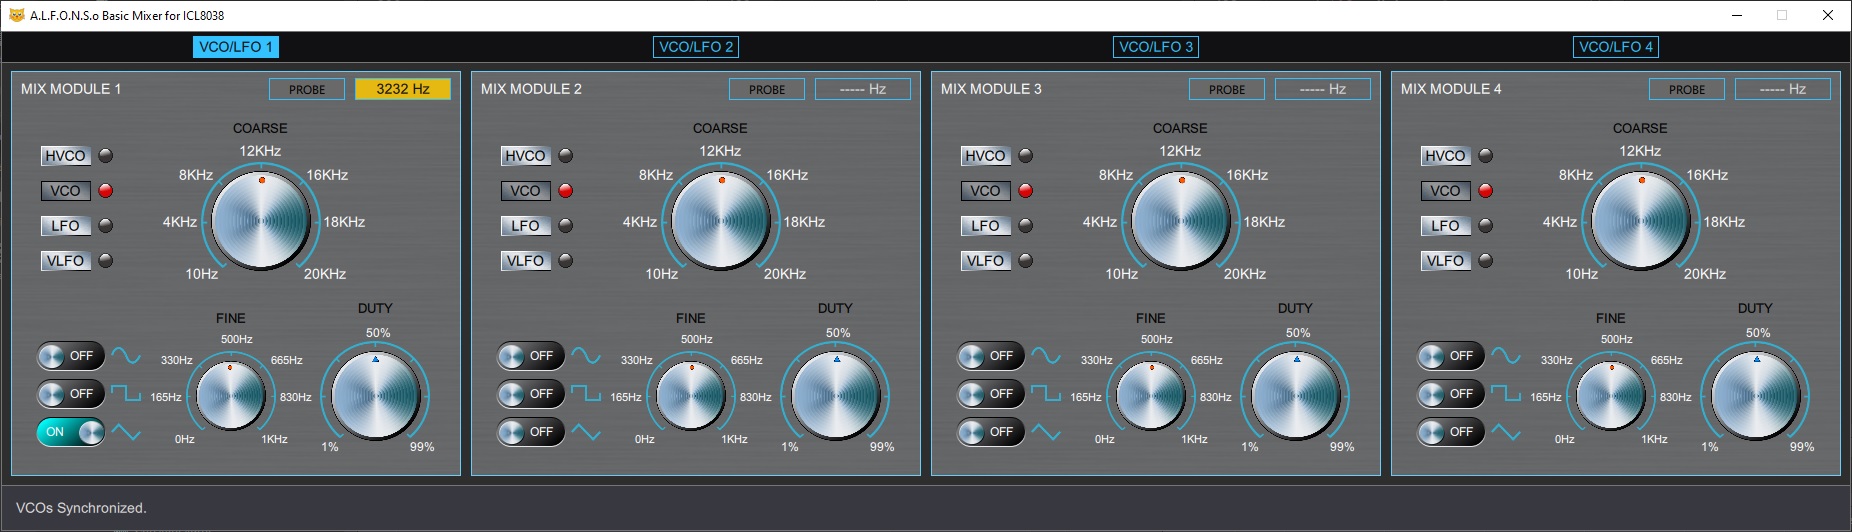 A.L.F.O.N.S.o Basic Mixer for ICL8038
VCO/LFO 1
VCO/LFO 2
VCO/LFO 3
VCO/LFO 4
MIX MODULE 1
PROBE
3232 Hz
COARSE
12KHz
HVCO
8KHz
16KHz
VCO
LFO
4KHz
18KHz
VLFO
10Hz
20KHz
FINE
DUTY
500Hz
50%
OFF
330Hz
665Hz
OFF
165Hz
830Hz
ON
0Hz
1KHz
1%
99%
MIX MODULE 2
PROBE
----- Hz
COARSE
12KHz
HVCO
8KHz
16KHz
VCO
LFO
4KHz
18KHz
VLFO
10Hz
20KHz
FINE
DUTY
500Hz
50%
OFF
330Hz
665Hz
OFF
165Hz
830Hz
OFF
0Hz
1KHz
1%
99%
MIX MODULE 3
PROBE
----- Hz
COARSE
12KHz
HVCO
8KHz
16KHz
VCO
LFO
4KHz
18KHz
VLFO
10Hz
20KHz
FINE
DUTY
500Hz
50%
OFF
330Hz
665Hz
OFF
165Hz
830Hz
OFF
0Hz
1KHz
1%
99%
MIX MODULE 4
PROBE
----- Hz
COARSE
12KHz
HVCO
8KHz
16KHz
VCO
LFO
4KHz
18KHz
VLFO
10Hz
20KHz
FINE
DUTY
500Hz
50%
OFF
330Hz
665Hz
OFF
165Hz
830Hz
OFF
0Hz
1KHz
1%
99%
VCOs Synchronized.